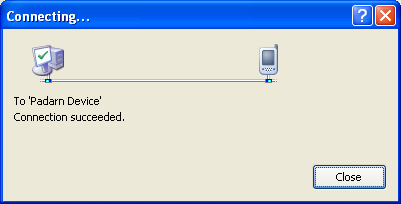 Connecting...
To 'Padarn Device'
Connection succeeded.
Close